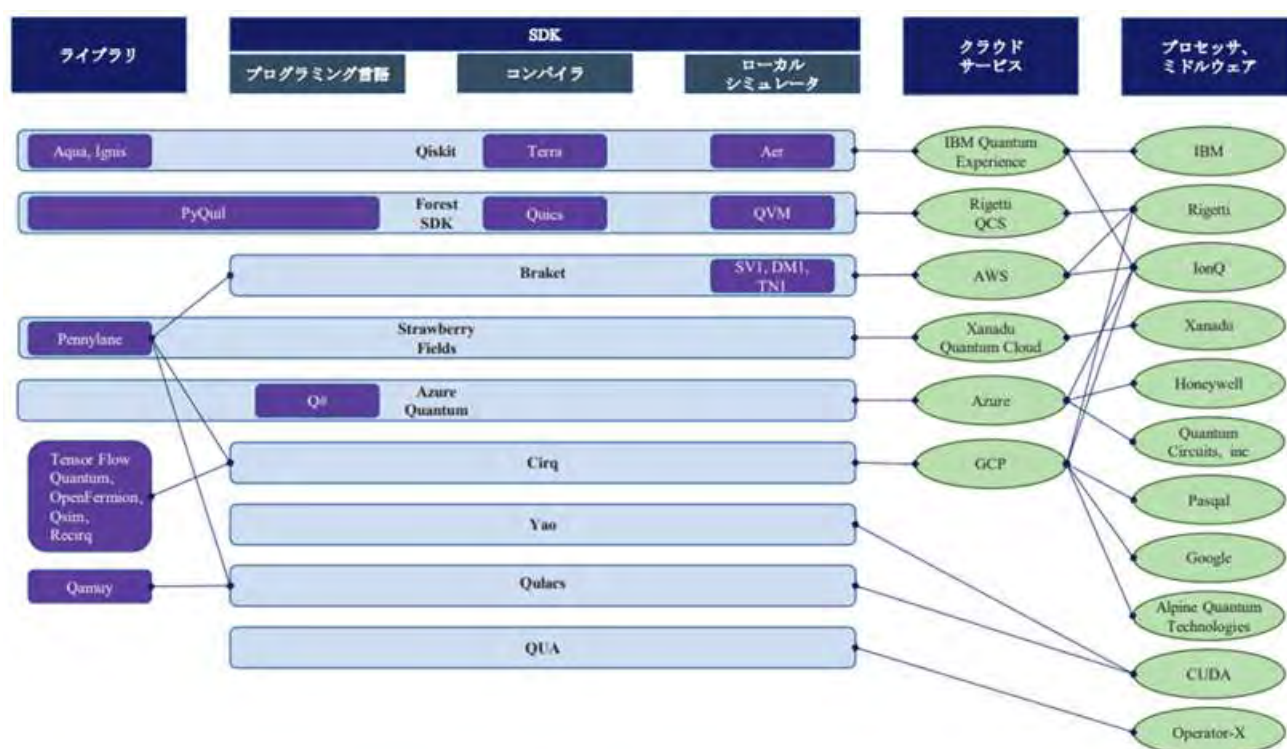 ライブラリ
SDK
プログラミング言語
コンパイラ
ローカル
シミュレータ
クラウド
サービス
プロセッサ、
ミドルウェア
Aqua, Ignis
Qiskit
Terra
Aer
IBM Quantum
Experience
IBM
PyQuil
Forest
SDK
Quics
QVM
Rigetti
QCS
Rigetti
Braket
SV1, DM1,
TN1
AWS
IonQ
Pennylane
Strawberry
Fields
Xanadu
Quantum Cloud
Xanadu
Q#
Azure
Quantum
Azure
Honeywell
Tensor Flow
Quantum,
OpenFermion,
Qsim,
Recirq
Cirq
GCP
Quantum
Circuits, inc
Yao
Pasqal
Google
Qamuy
Qulacs
Alpine Quantum
Technologies
QUA
CUDA
Operator-X